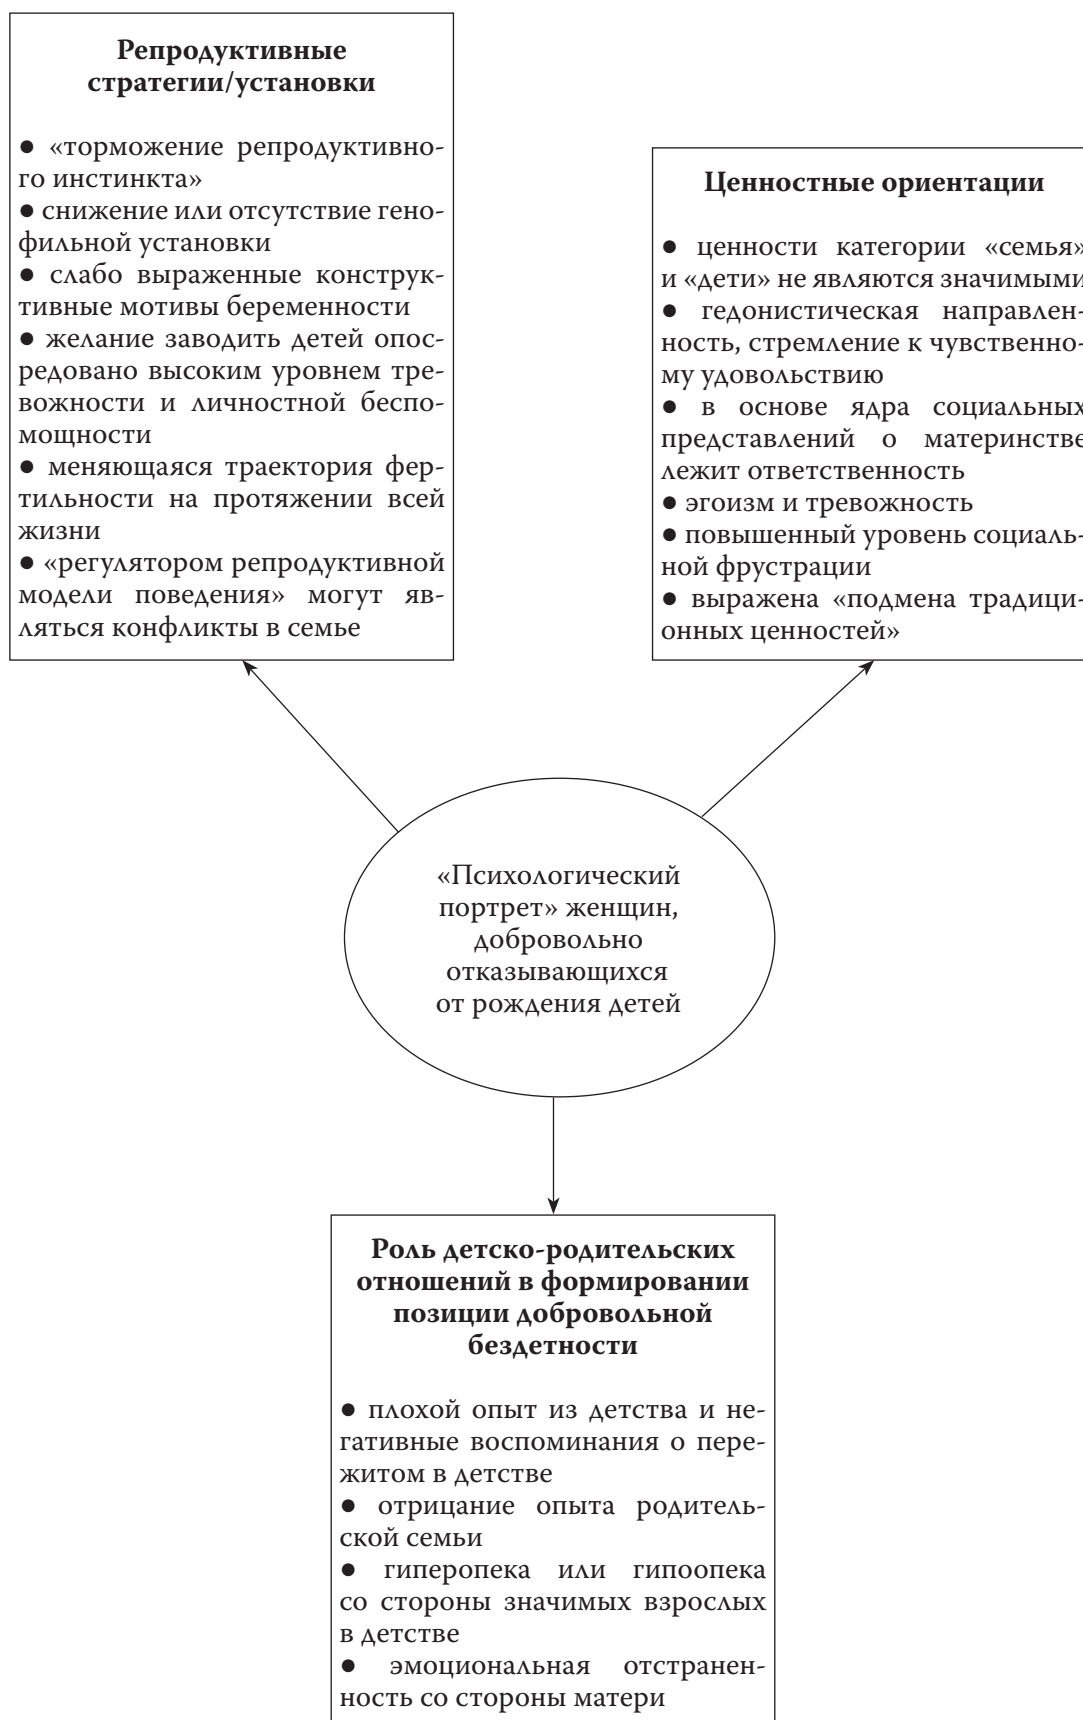 Репродуктивные
стратегии/установки
● «торможение репродуктивно-
го инстинкта»
● снижение или отсутствие гено-
фильной установки
● слабо выраженные конструк-
тивные мотивы беременности
● желание заводить детей опос-
редовано высоким уровнем тре-
вожности и личностной беспо-
мощности
● меняющаяся траектория фер-
тильности на протяжении всей
жизни
● «регулятором репродуктивной
модели поведения» могут яв-
ляться конфликты в семье
Ценностные ориентации
● ценности категории «семья»
и «дети» не являются значимыми
● гедонистическая направлен-
ность, стремление к чувственно-
му удовольствию
● в основе ядра социальных
представлений о материнстве
лежит ответственность
● эгоизм и тревожность
● повышенный уровень социаль-
ной фрустрации
● выражена «подмена традици-
онных ценностей»
«Психологический
портрет» женщин,
добровольно
отказывающихся
от рождения детей
Роль детско-родительских
отношений в формировании
позиции добровольной
бездетности
● плохой опыт из детства и не-
гативные воспоминания о пере-
житом в детстве
● отрицание опыта родитель-
ской семьи
● гиперопека или гипоопека
со стороны значимых взрослых
в детстве
● эмоциональная отстранен-
ность со стороны матери